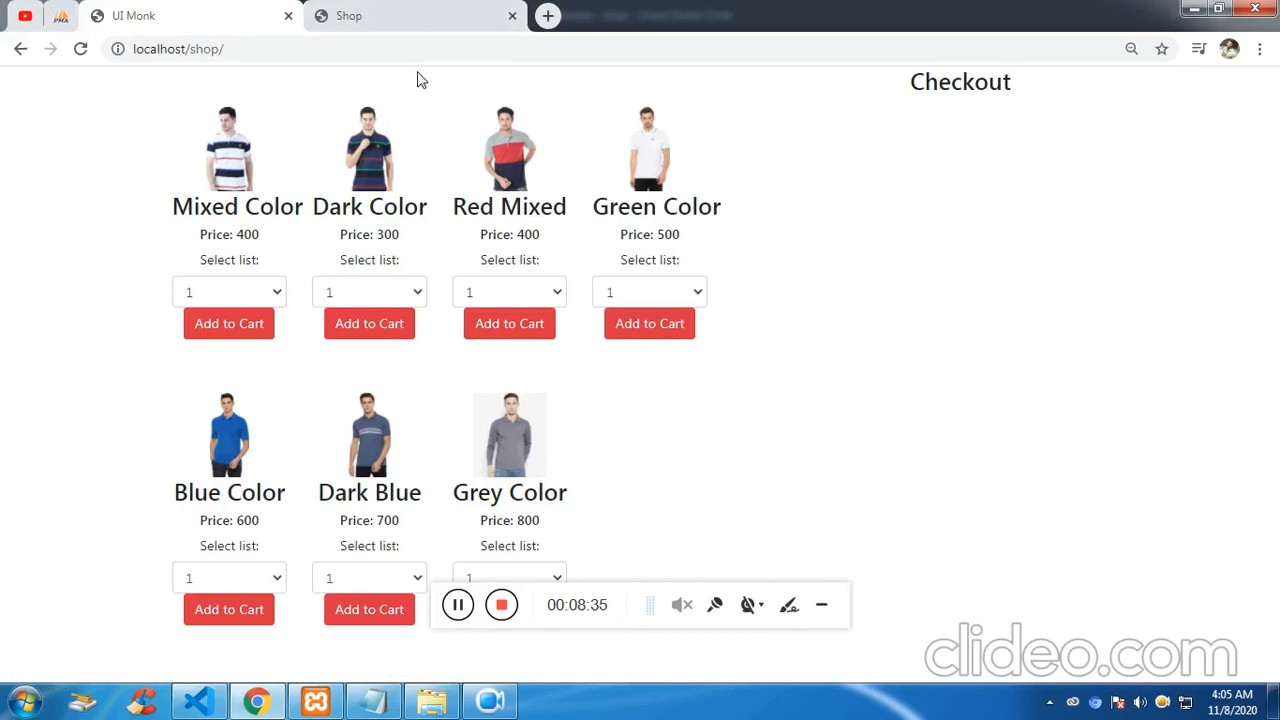 UI Monk
Shop
localhost/shop/
Checkout
Mixed Color Dark Color Red Mixed Green Color
Price: 400 Price: 300 Price: 400 Price: 500
Select list: Select list: Select list: Select list:
1 1 1 1
Add to Cart Add to Cart Add to Cart Add to Cart
Blue Color Dark Blue Grey Color
Price: 600 Price: 700 Price: 800
Select list: Select list: Select list:
1 1 1
Add to Cart Add to Cart
00:08:35
clideo.com
4:05 AM
11/8/2020